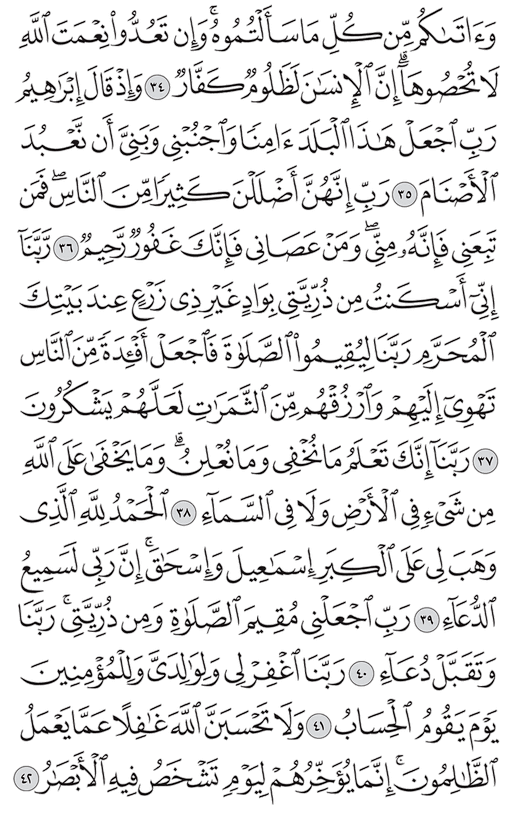 وَءَاتَىٰكُم مِّن كُلِّ مَا سَأَلْتُمُوهُ ۚ وَإِن تَعُدُّوا۟ نِعْمَتَ ٱللَّهِ
لَا تُحْصُوهَآ ۗ إِنَّ ٱلْإِنسَٰنَ لَظَلُومٌ كَفَّارٌ ٣٤ وَإِذْ قَالَ إِبْرَٰهِيمُ
رَبِّ ٱجْعَلْ هَٰذَا ٱلْبَلَدَ ءَامِنًا وَٱجْنُبْنِى وَبَنِىَّ أَن نَّعْبُدَ
ٱلْأَصْنَامَ ٣٥ رَبِّ إِنَّهُنَّ أَضْلَلْنَ كَثِيرًا مِّنَ ٱلنَّاسِ ۖ فَمَن
تَبِعَنِى فَإِنَّهُۥ مِنِّى ۖ وَمَنْ عَصَانِى فَإِنَّكَ غَفُورٌ رَّحِيمٌ ٣٦ رَّبَّنَآ
إِنِّىٓ أَسْكَنتُ مِن ذُرِّيَّتِى بِوَادٍ غَيْرِ ذِى زَرْعٍ عِندَ بَيْتِكَ
ٱلْمُحَرَّمِ رَبَّنَا لِيُقِيمُوا۟ ٱلصَّلَوٰةَ فَٱجْعَلْ أَفْـِٔدَةً مِّنَ ٱلنَّاسِ
تَهْوِىٓ إِلَيْهِمْ وَٱرْزُقْهُم مِّنَ ٱلثَّمَرَٰتِ لَعَلَّهُمْ يَشْكُرُونَ
٣٧ رَبَّنَآ إِنَّكَ تَعْلَمُ مَا نُخْفِى وَمَا نُعْلِنُ ۗ وَمَا يَخْفَىٰ عَلَى ٱللَّهِ
مِن شَىْءٍ فِى ٱلْأَرْضِ وَلَا فِى ٱلسَّمَآءِ ٣٨ ٱلْحَمْدُ لِلَّهِ ٱلَّذِى
وَهَبَ لِى عَلَى ٱلْكِبَرِ إِسْمَٰعِيلَ وَإِسْحَٰقَ ۚ إِنَّ رَبِّى لَسَمِيعُ
ٱلدُّعَآءِ ٣٩ رَبِّ ٱجْعَلْنِى مُقِيمَ ٱلصَّلَوٰةِ وَمِن ذُرِّيَّتِى ۚ رَبَّنَا
وَتَقَبَّلْ دُعَآءِ ٤٠ رَبَّنَا ٱغْفِرْ لِى وَلِوَٰلِدَىَّ وَلِلْمُؤْمِنِينَ
يَوْمَ يَقُومُ ٱلْحِسَابُ ٤١ وَلَا تَحْسَبَنَّ ٱللَّهَ غَٰفِلًا عَمَّا يَعْمَلُ
ٱلظَّٰلِمُونَ ۚ إِنَّمَا يُؤَخِّرُهُمْ لِيَوْمٍ تَشْخَصُ فِيهِ ٱلْأَبْصَٰرُ ٤٢